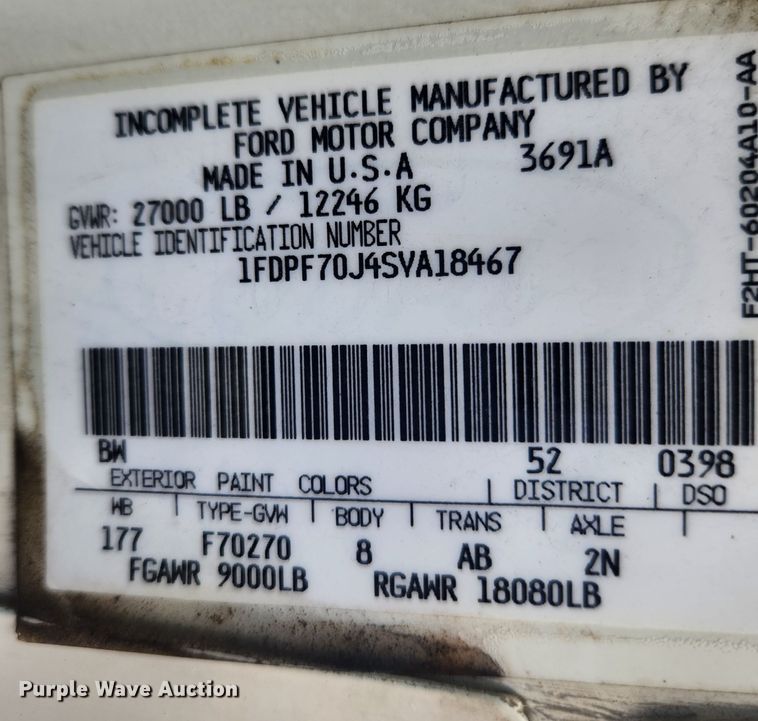 INCOMPLETE VEHICLE MANUFACTURED BY
FORD MOTOR COMPANY
MADE IN U.S.A 3691A
GVWR: 27000 LB / 12246 KG
VEHICLE IDENTIFICATION NUMBER
1FDPF70J4SVA18467
F2HT-60204A10-AA
BW 52 0398
EXTERIOR PAINT COLORS DISTRICT DSO
WB TYPE-GVW BODY TRANS AXLE
177 F70270 8 AB 2N
FGAWR 9000LB RGAWR 18080LB
Purple Wave Auction